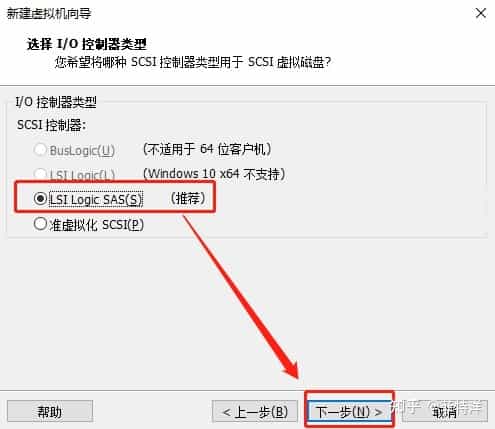 新建虚拟机向导
选择 I/O 控制器类型
您希望将哪种 SCSI 控制器类型用于 SCSI 虚拟磁盘?
I/O 控制器类型
SCSI 控制器:
BusLogic(U) (不适用于 64 位客户机)
LSI Logic(L) (Windows 10 x64 不支持)
LSI Logic SAS(S) (推荐)
准虚拟化 SCSI(P)
帮助 < 上一步(B) 下一步(N) > 取消
知乎